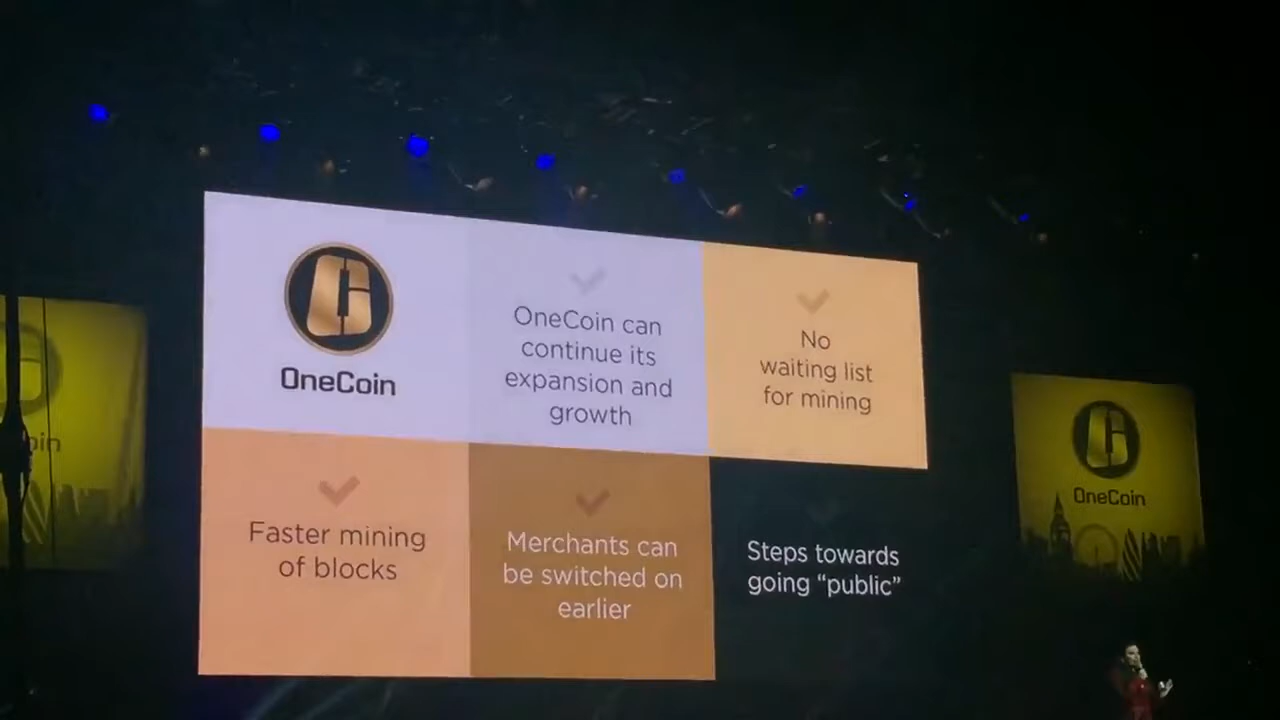 OneCoin
OneCoin can
continue its
expansion and
growth
No
waiting list
for mining
Faster mining
of blocks
Merchants can
be switched on
earlier
Steps towards
going “public”
oin
OneCoin